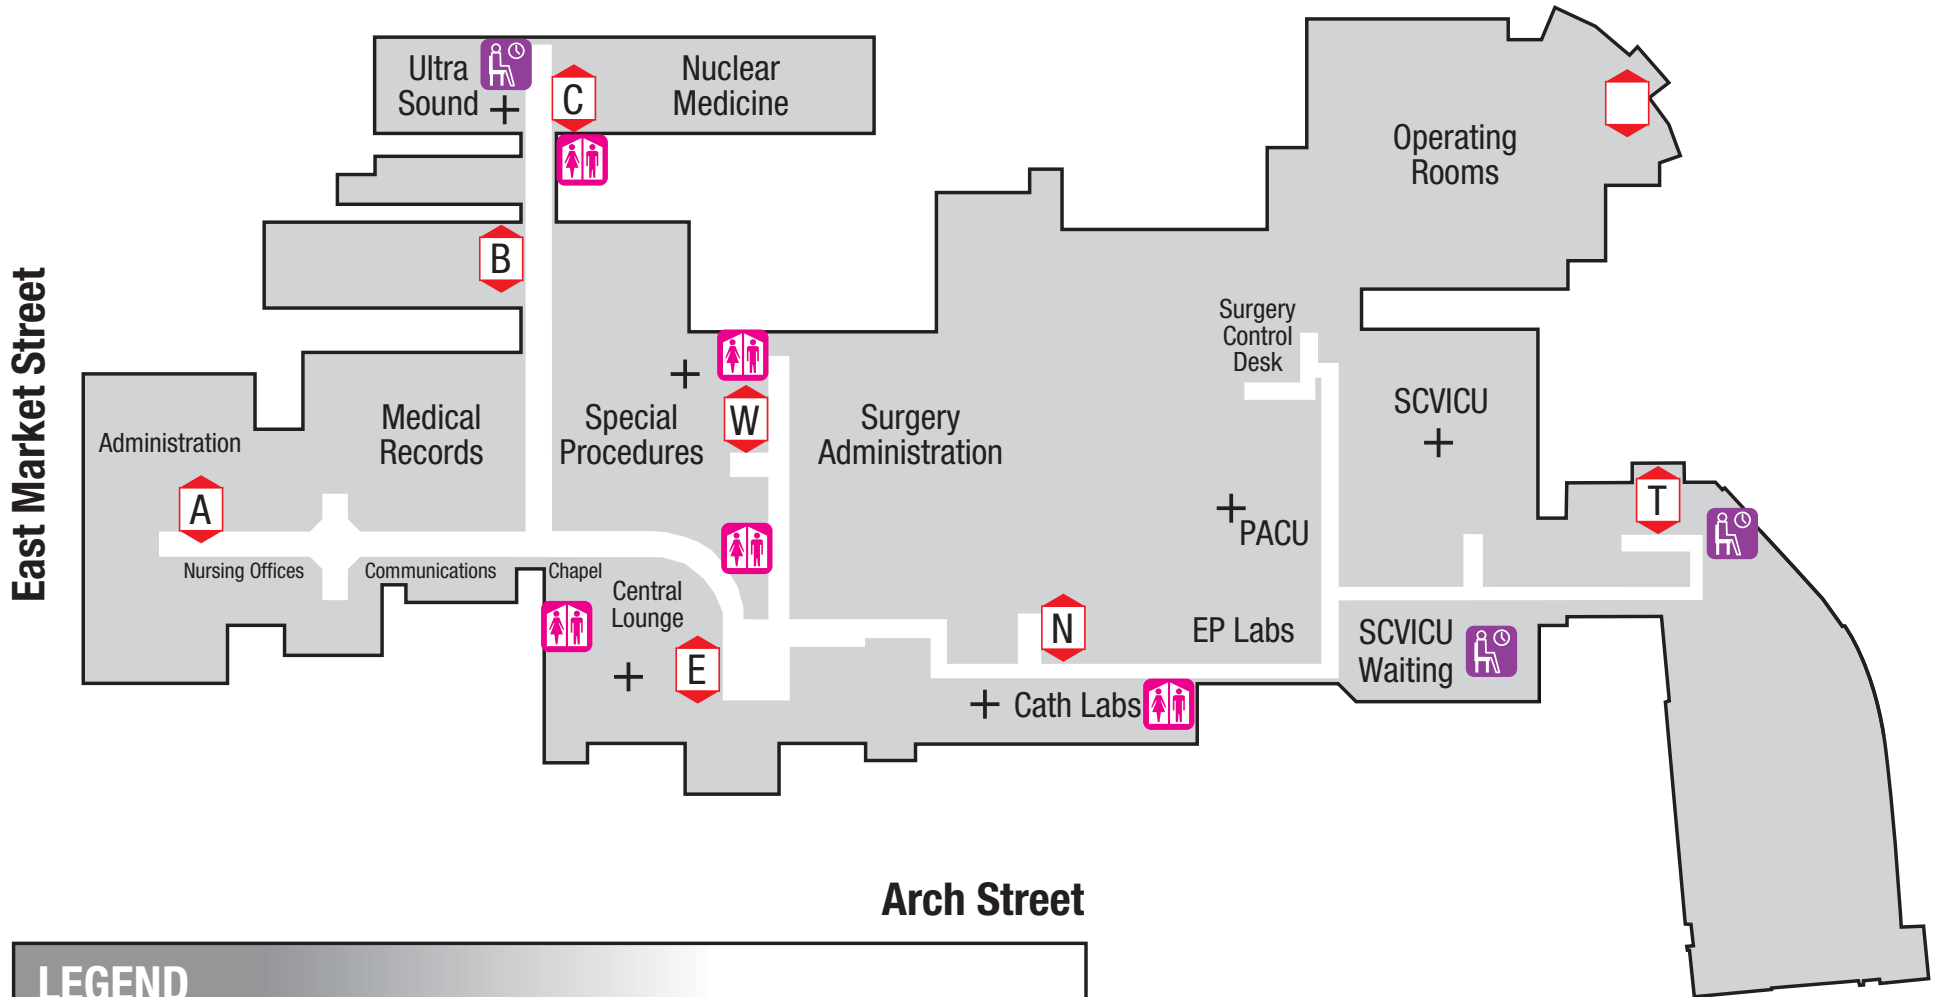 Ultra
Sound
C
Nuclear
Medicine
Operating
Rooms
B
East Market Street
Surgery
Control
Desk
Administration
Medical
Records
Special
Procedures
W
Surgery
Administration
SCVICU
A
T
PACU
Nursing Offices
Communications
Chapel
Central
Lounge
E
N
EP Labs
SCVICU
Waiting
Cath Labs
Arch Street
LEGEND